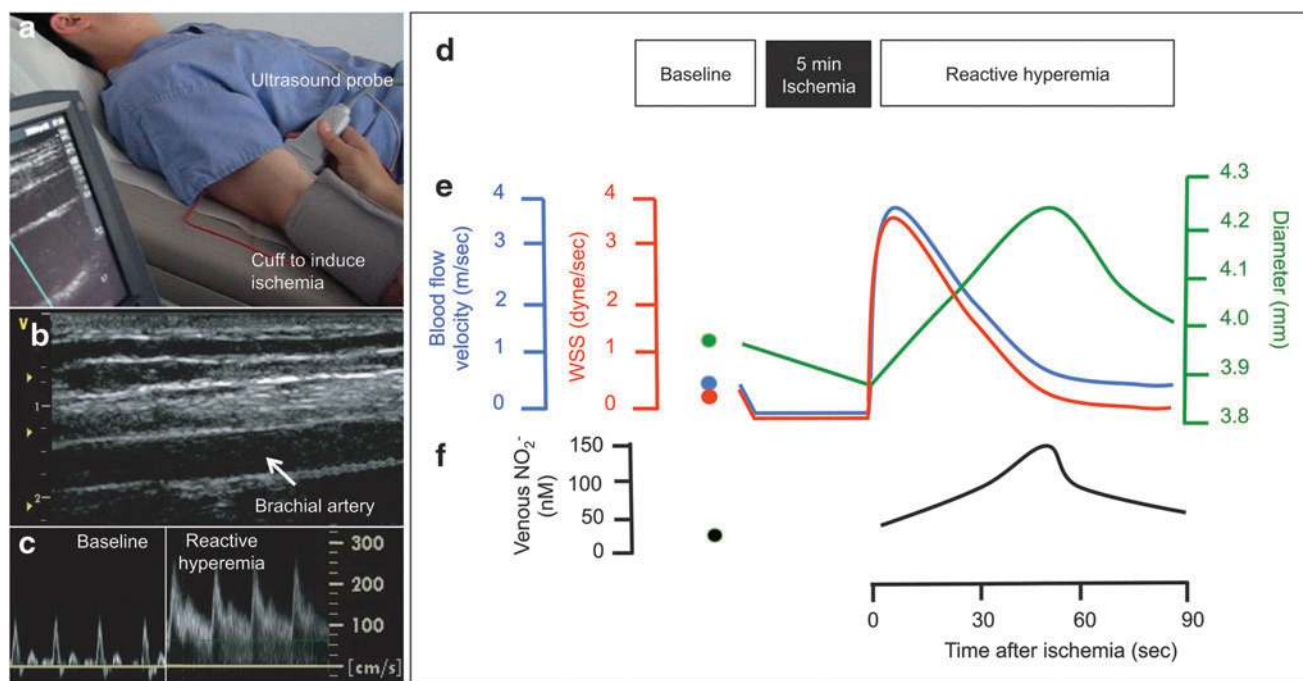 a
Ultrasound probe
Cuff to induce
ischemia
b
V
1
2
Brachial artery
c
Baseline
Reactive
hyperemia
300
200
100
[cm/s]
d
Baseline
5 min
Ischemia
Reactive hyperemia
e
Blood flow
velocity (m/sec)
4
3
2
1
0
WSS (dyne/sec)
4
3
2
1
0
4.3
4.2
4.1
4.0
3.9
3.8
Diameter
(mm)
f
Venous NO₂⁻
(nM)
150
100
50
0
0
30
60
90
Time after ischemia (sec)